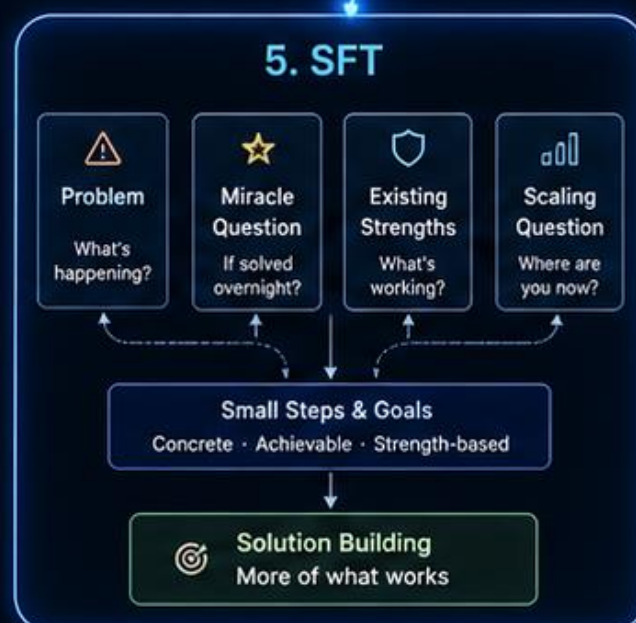 5. SFT
Problem
What's
happening?
Miracle
Question
If solved
overnight?
Existing
Strengths
What's
working?
Scaling
Question
Where are
you now?
Small Steps & Goals
Concrete · Achievable · Strength-based
Solution Building
More of what works